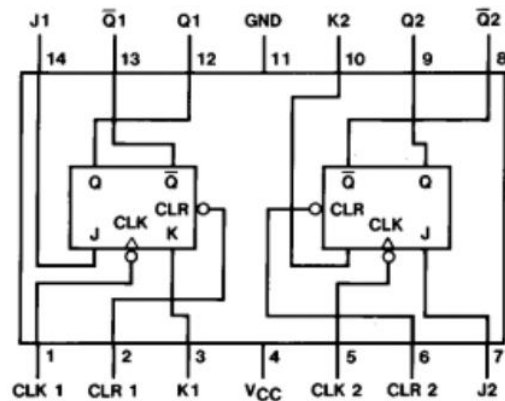 J1 Q̅1 Q1 GND K2 Q2 Q̅2
14 13 12 11 10 9 8
Q Q̅ Q̅ Q
CLR CLR
CLK CLK
J K J
1 2 3 4 5 6 7
CLK 1 CLR 1 K1 VCC CLK 2 CLR 2 J2